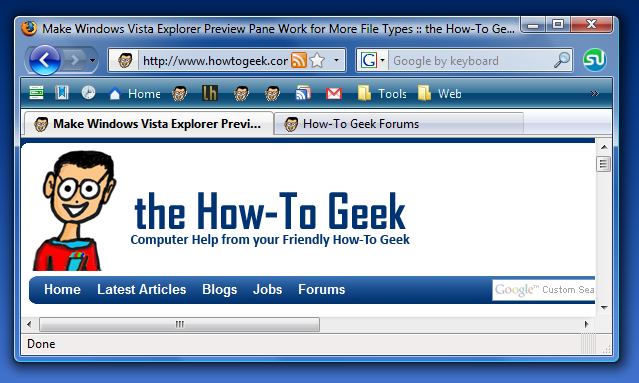 Make Windows Vista Explorer Preview Pane Work for More File Types :: the How-To Ge...
http://www.howtogeek.cor
G
Google by keyboard
SU
Home
lh
Tools
Web
»
Make Windows Vista Explorer Previ...
How-To Geek Forums
the How-To Geek
Computer Help from your Friendly How-To Geek
Home Latest Articles Blogs Jobs Forums
Google™ Custom Sea
Done